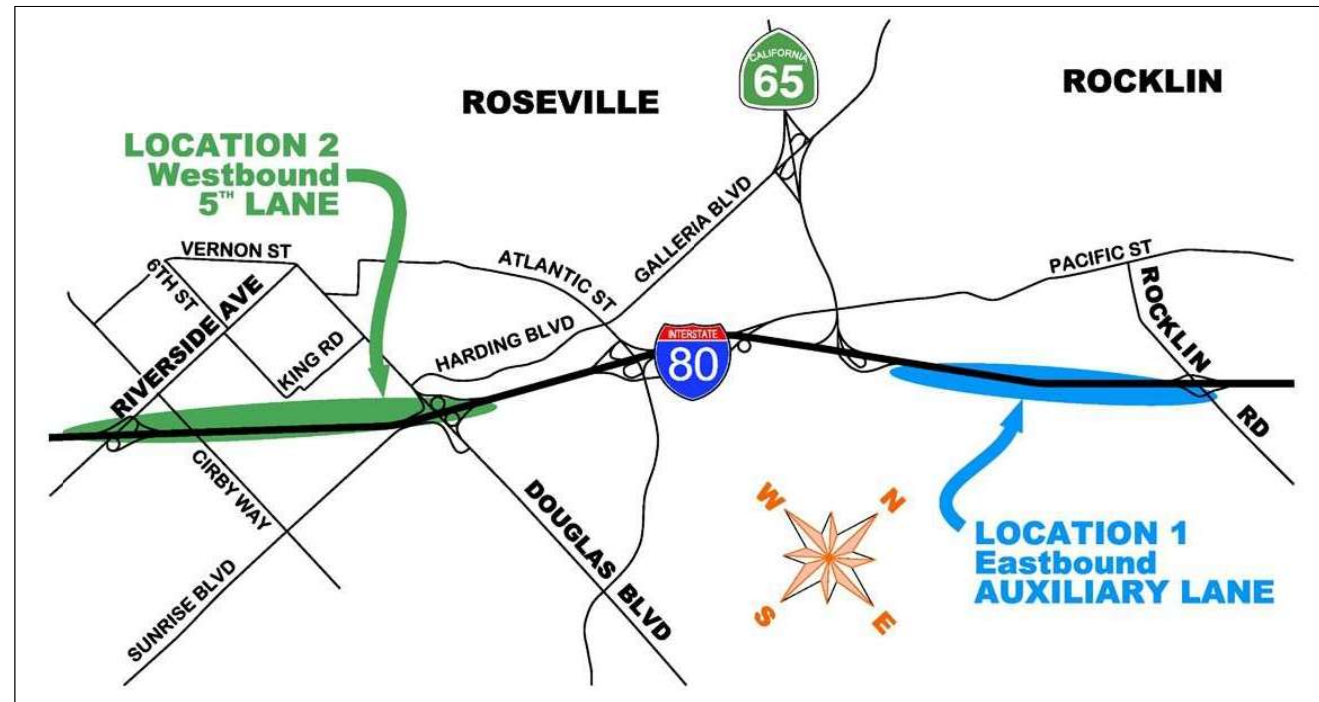 CALIFORNIA
65
ROSEVILLE
ROCKLIN
LOCATION 2
Westbound
5TH LANE
VERNON ST
6TH ST
RIVERSIDE AVE
KING RD
HARDING BLVD
ATLANTIC ST
GALLERIA BLVD
PACIFIC ST
ROCKLIN RD
INTERSTATE
80
CIRBY WAY
SUNRISE BLVD
DOUGLAS BLVD
W
N
S
E
LOCATION 1
Eastbound
AUXILIARY LANE